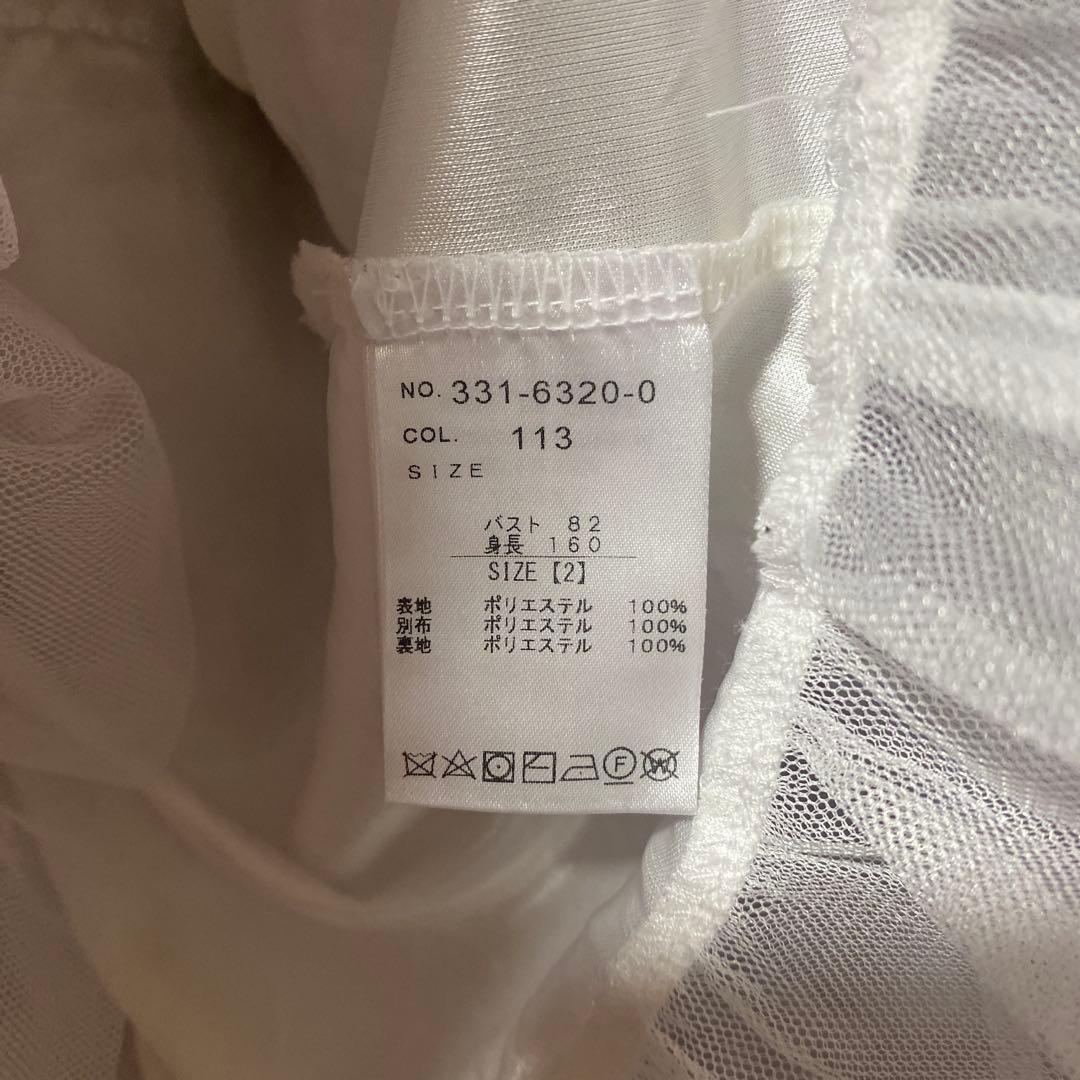 NO. 331-6320-0
COL. 113
SIZE
バスト 82
身長 160
SIZE【2】
表地 ポリエステル 100%
別布 ポリエステル 100%
裏地 ポリエステル 100%
F W